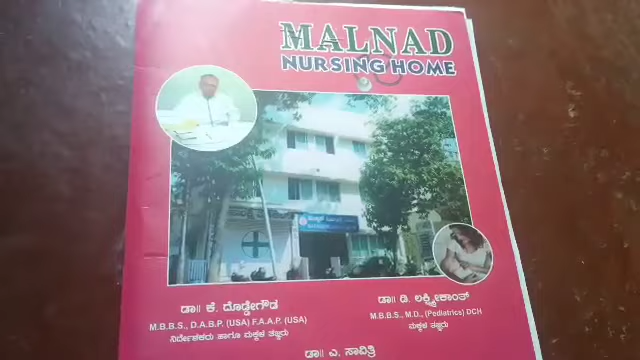 MALNAD
NURSING HOME
ಡಾ|| ಕೆ. ದೊಡ್ಡೇಗೌಡ
M.B.B.S., D.A.B.P. (USA) F.A.A.P. (USA)
ನಿರ್ದೇಶಕರು ಹಾಗೂ ಮಕ್ಕಳ ತಜ್ಞರು
ಡಾ|| ಡಿ. ಲಕ್ಷ್ಮೀಕಾಂತ್
M.B.B.S., M.D., (Pediatrics) DCH
ಮಕ್ಕಳ ತಜ್ಞರು
ಡಾ|| ಎ. ಸಾವಿತ್ರಿ